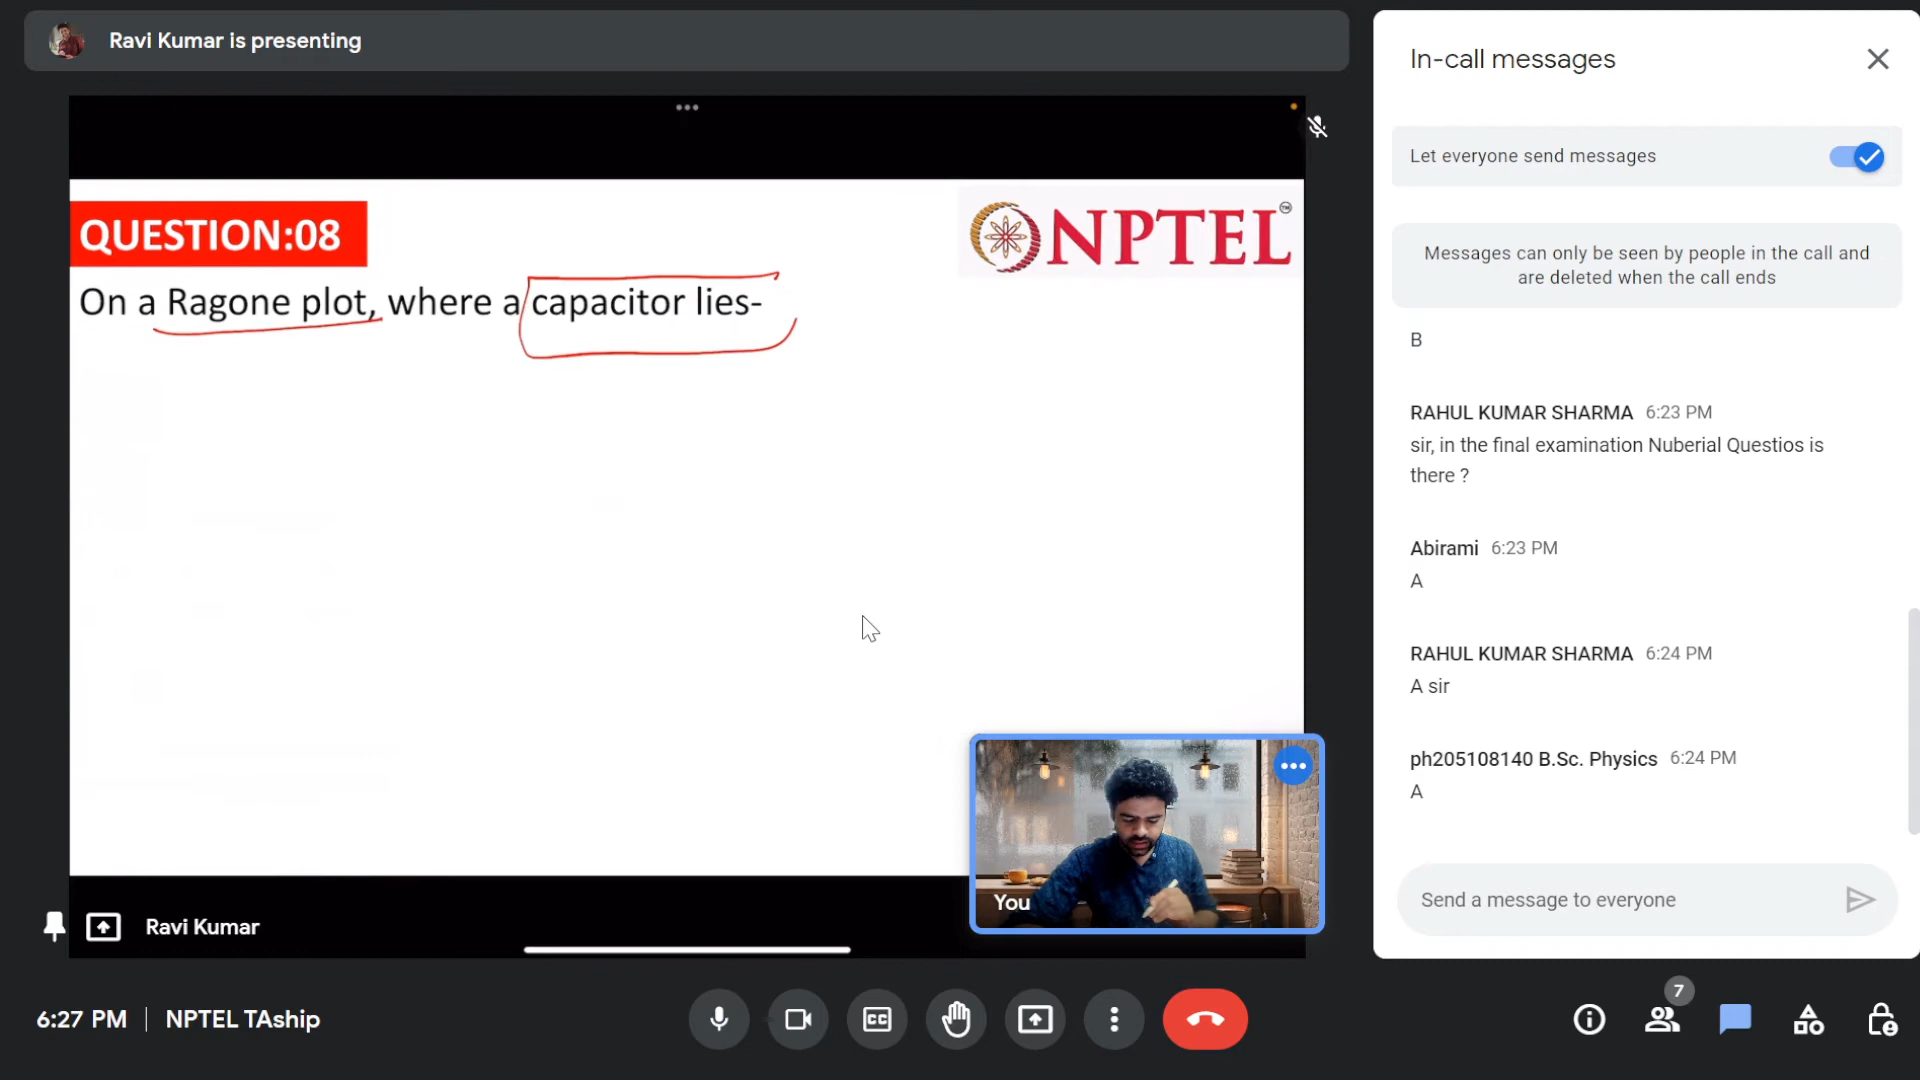 Ravi Kumar is presenting
QUESTION:08
NPTEL
TM
On a Ragone plot, where a capacitor lies-
You
Ravi Kumar
6:27 PM
NPTEL TAship
CC
In-call messages
Let everyone send messages
Messages can only be seen by people in the call and
are deleted when the call ends
B
RAHUL KUMAR SHARMA 6:23 PM
sir, in the final examination Nuberial Questios is
there ?
Abirami 6:23 PM
A
RAHUL KUMAR SHARMA 6:24 PM
A sir
ph205108140 B.Sc. Physics 6:24 PM
A
Send a message to everyone
7